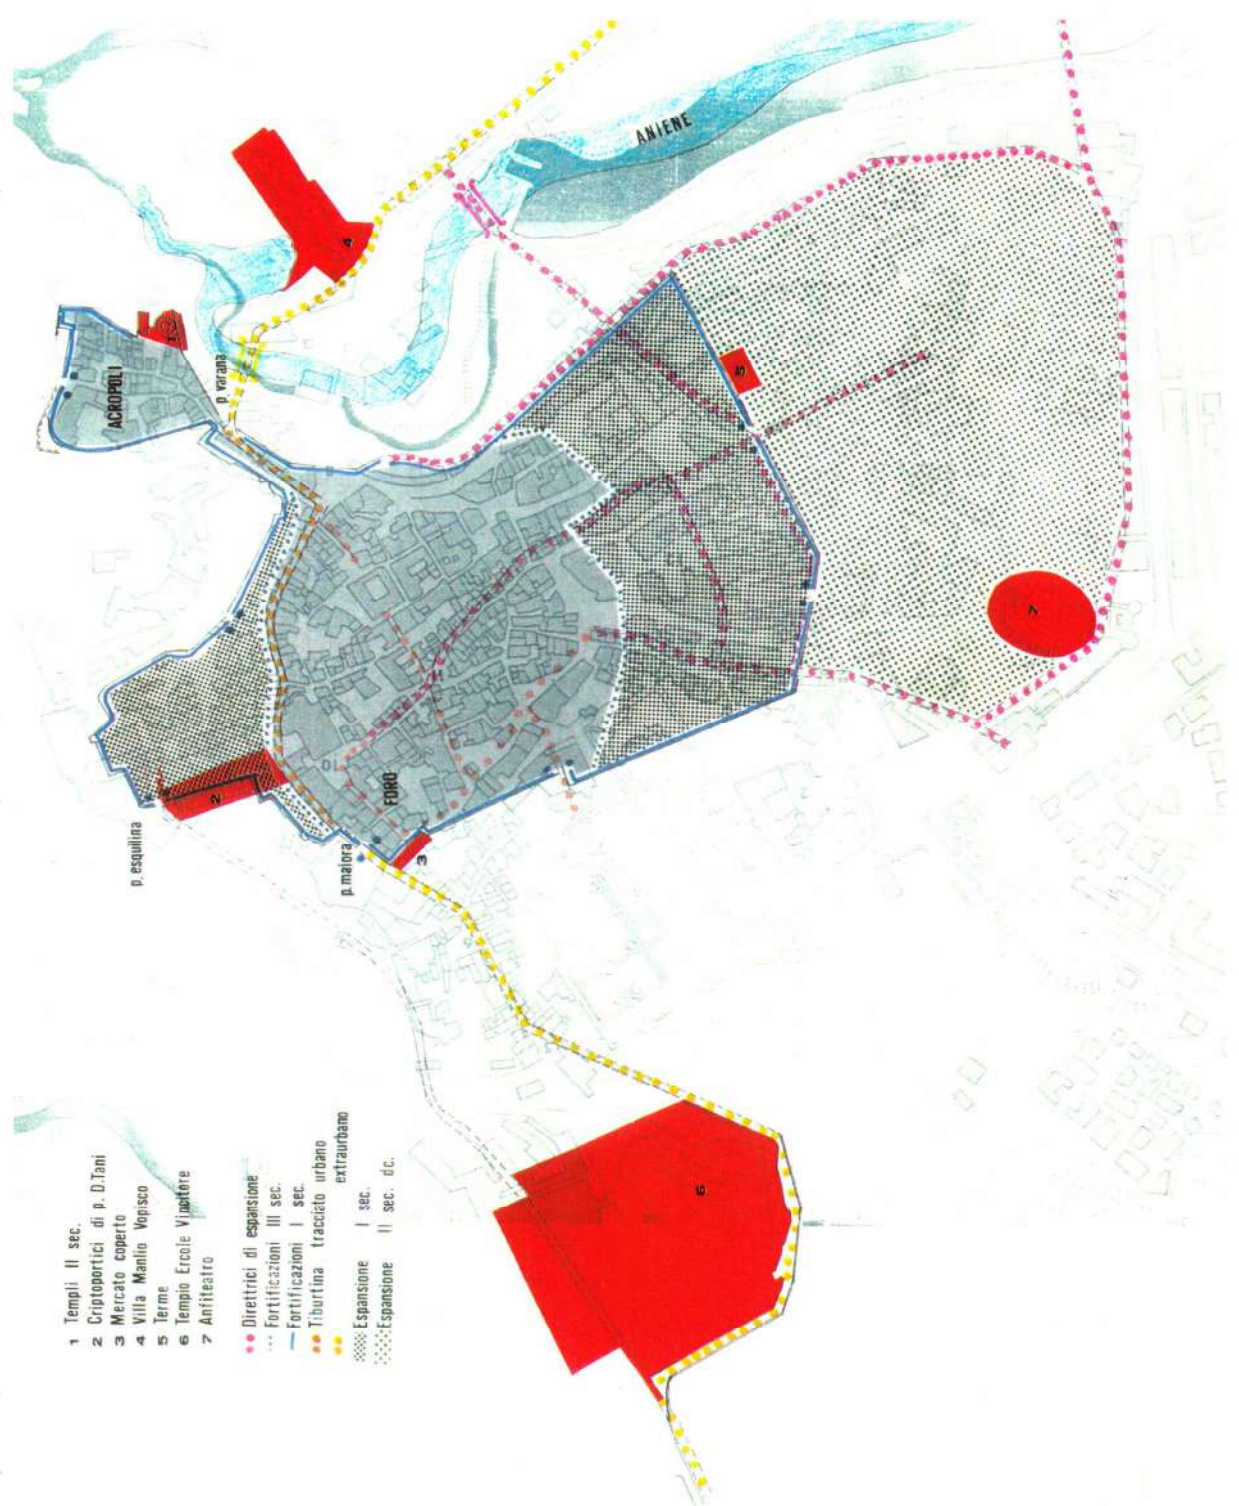 1 Templi II sec.
2 Criptoportici di p. D.Tani
3 Mercato coperto
4 Villa Manlio Vopisco
5 Terme
6 Tempio Ercole Vincitore
7 Anfiteatro
Direttrici di espansione
Fortificazioni III sec.
Fortificazioni I sec.
Tiburtina tracciato urbano
extraurbano
Espansione I sec.
Espansione II sec. dc.
p. esquilina
p. maiora
FORO
10
ACROPOLI
p. varana
ANIENE
1
2
3
4
5
6
7